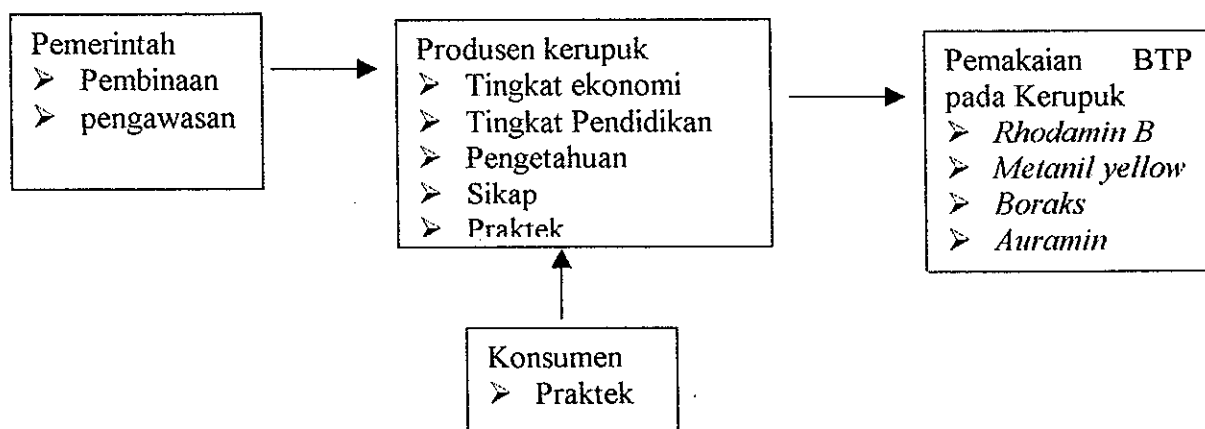 Pemerintah
➢ Pembinaan
➢ pengawasan
Produsen kerupuk
➢ Tingkat ekonomi
➢ Tingkat Pendidikan
➢ Pengetahuan
➢ Sikap
➢ Praktek
Pemakaian BTP
pada Kerupuk
➢ Rhodamin B
➢ Metanil yellow
➢ Boraks
➢ Auramin
Konsumen
➢ Praktek